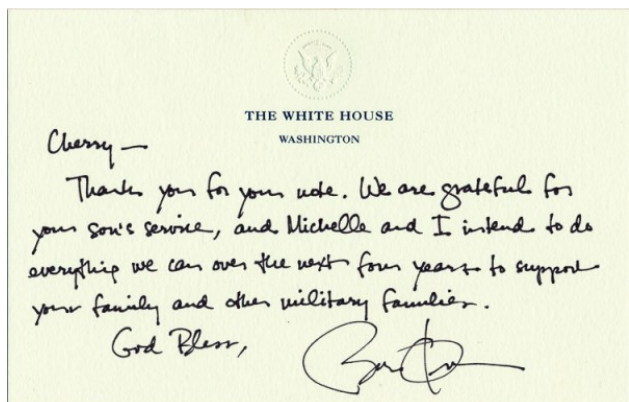 THE WHITE HOUSE
WASHINGTON
Cherry—
Thank you for your note. We are grateful for
your son's service, and Michelle and I intend to do
everything we can over the next four years to support
your family and other military families.
God Bless,